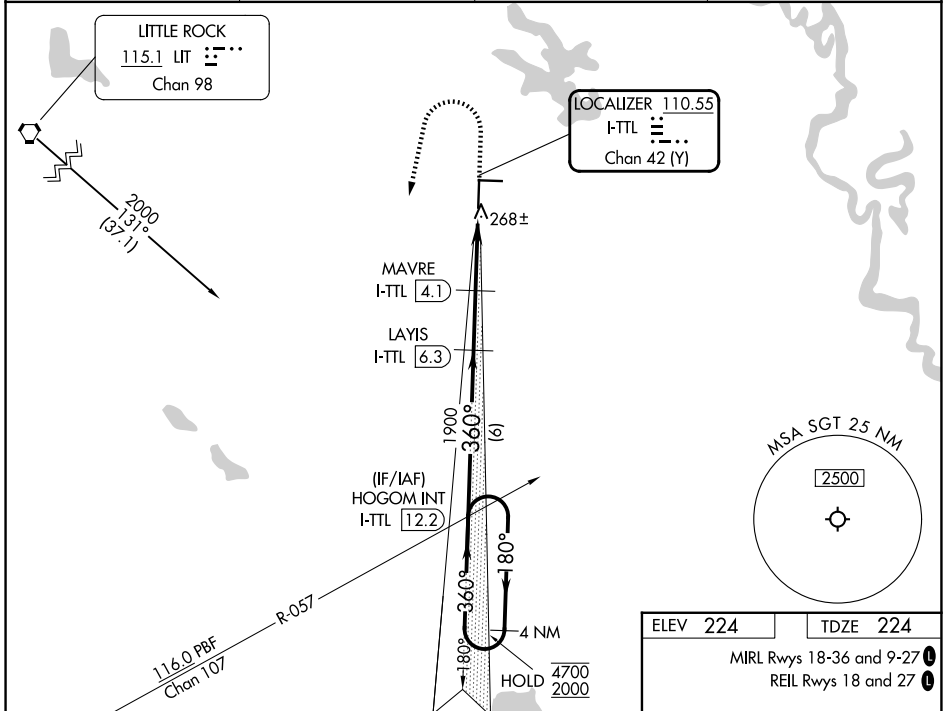 LITTLE ROCK
115.1 LIT
Chan 98
LOCALIZER 110.55
I-TTL
Chan 42 (Y)
2000
131°
(37.1)
268±
MAVRE
I-TTL 4.1
LAYIS
I-TTL 6.3
1900
360°
(6)
(IF/IAF)
HOGOM INT
I-TTL 12.2
MSA SGT 25 NM
2500
180°
360°
R-057
116.0 PBF
Chan 107
180°
4 NM
HOLD 4700
2000
ELEV 224
TDZE 224
MIRL Rwys 18-36 and 9-27 L
REIL Rwys 18 and 27 L